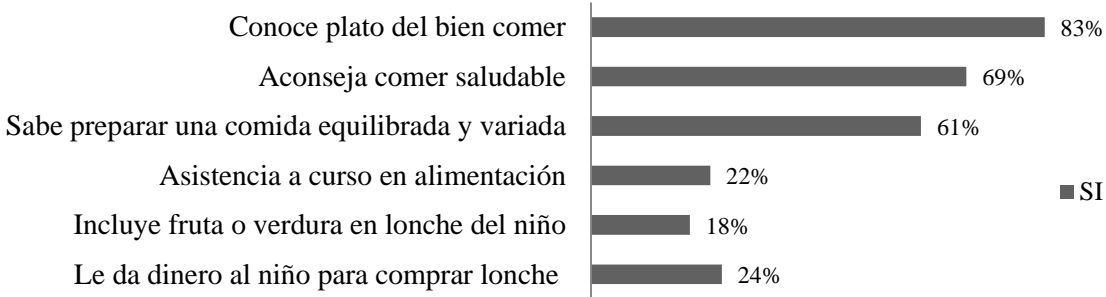 Conoce plato del bien comer 83%
Aconseja comer saludable 69%
Sabe preparar una comida equilibrada y variada 61%
Asistencia a curso en alimentación 22%
SI
Incluye fruta o verdura en lonche del niño 18%
Le da dinero al niño para comprar lonche 24%